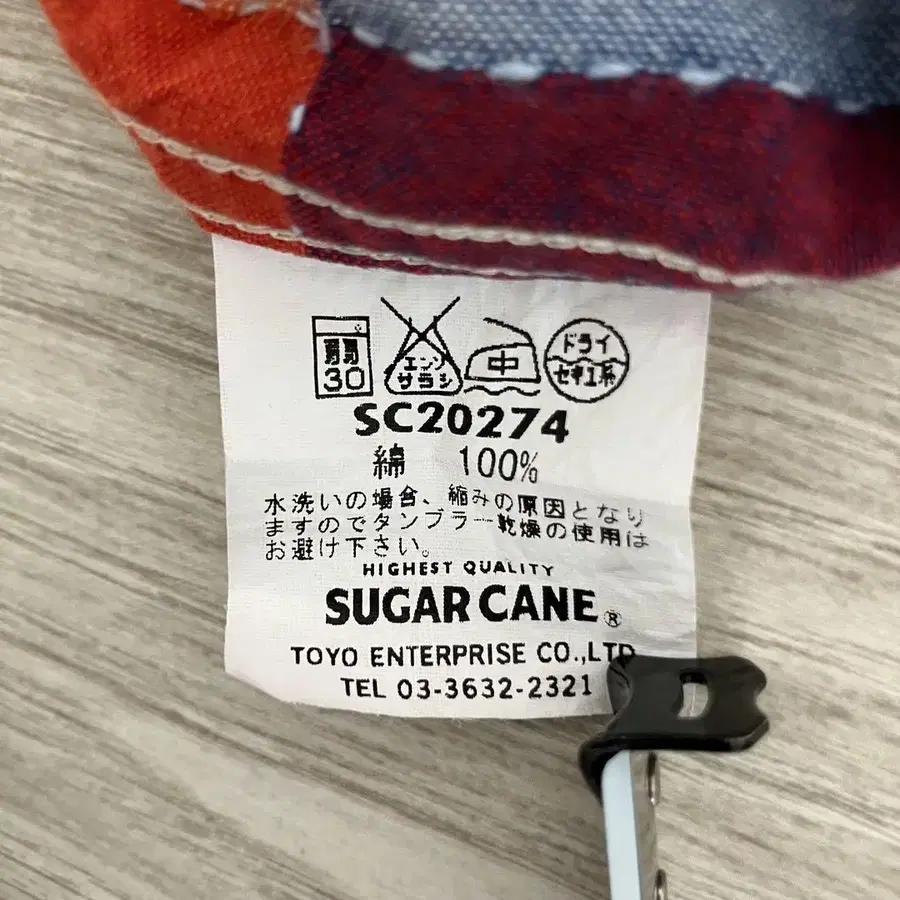 弱 30 エンソ サラシ 中 ドライ セキユ系
SC20274
綿 100%
水洗いの場合、縮みの原因となり
ますのでタンブラー乾燥の使用は
お避け下さい。
HIGHEST QUALITY
SUGAR CANE®
TOYO ENTERPRISE CO.,LTD
TEL 03-3632-2321